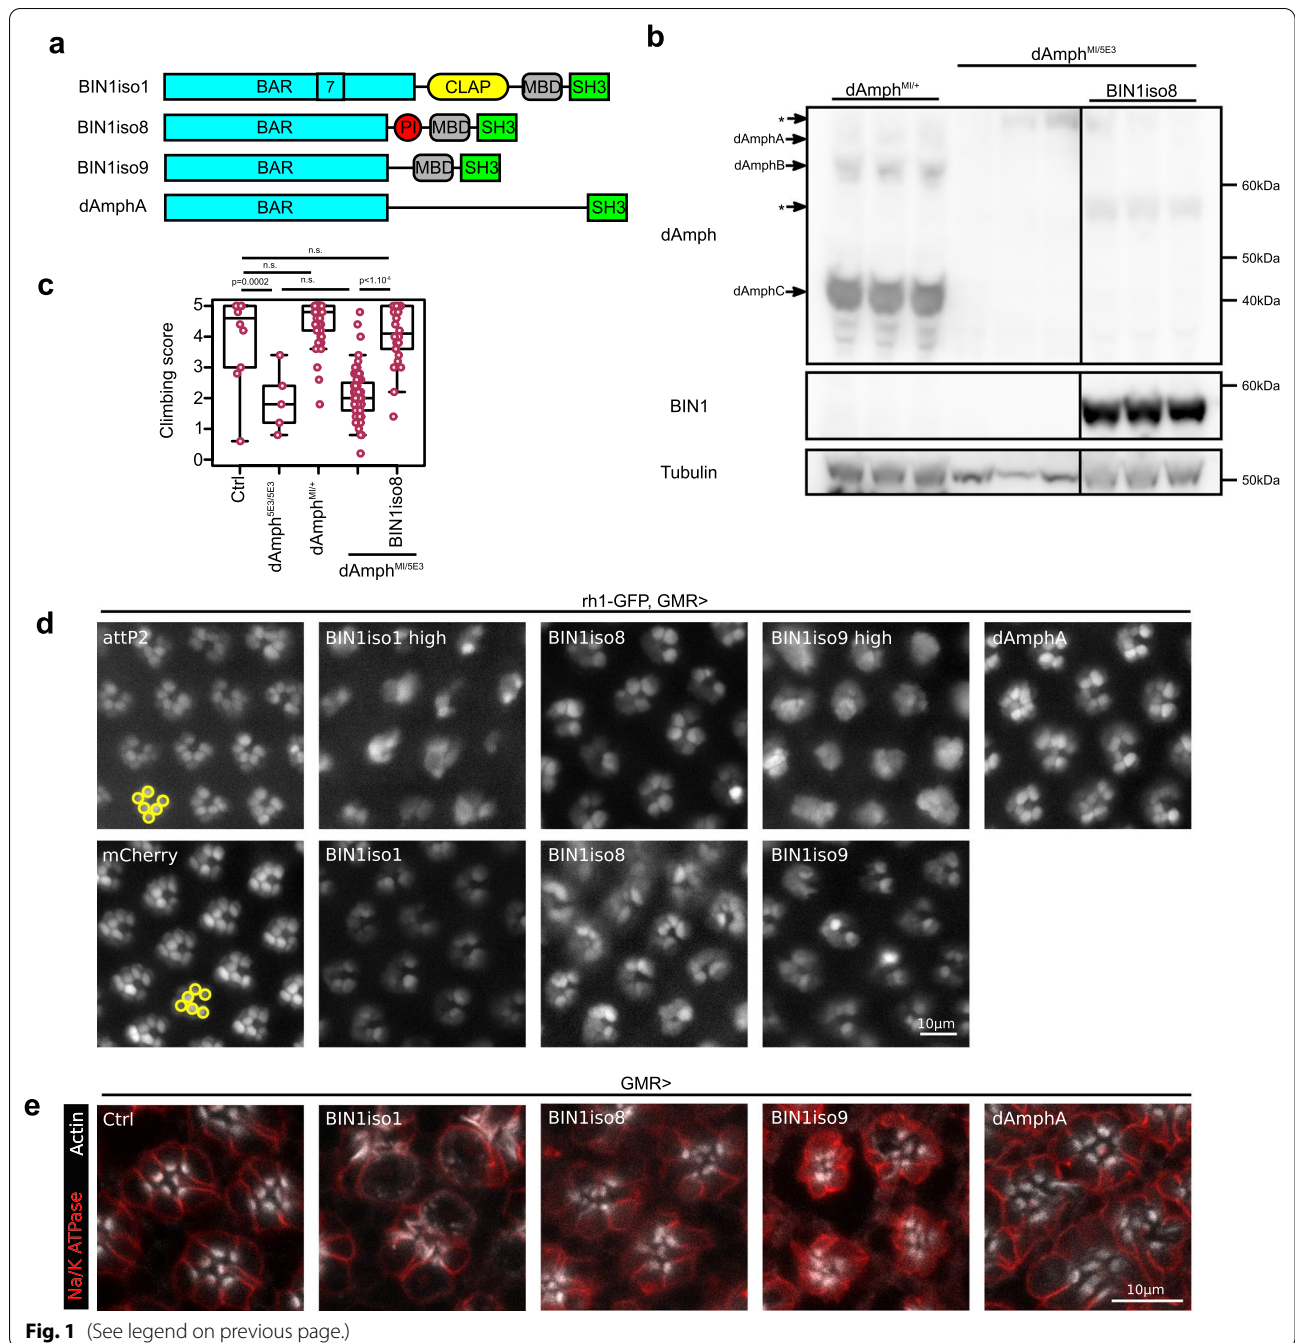 a
BIN1iso1 BAR 7 CLAP MBD SH3
BIN1iso8 BAR PI MBD SH3
BIN1iso9 BAR MBD SH3
dAmphA BAR SH3
b
dAmphMI/5E3
dAmphMI/+ BIN1iso8
*
dAmphA
dAmphB
*
dAmphC
dAmph
60kDa
50kDa
40kDa
BIN1
60kDa
Tubulin
50kDa
c
n.s.
n.s.
p=0.0002 n.s. p<1.10-6
Climbing score
5
4
3
2
1
0
Ctrl
dAmph5E3/5E3
dAmphMI/+
BIN1iso8
dAmphMI/5E3
d
rh1-GFP, GMR>
attP2 BIN1iso1 high BIN1iso8 BIN1iso9 high dAmphA
mCherry BIN1iso1 BIN1iso8 BIN1iso9
10μm
e
GMR>
Na/K ATPase Actin
Ctrl BIN1iso1 BIN1iso8 BIN1iso9 dAmphA
10μm
Fig. 1 (See legend on previous page.)